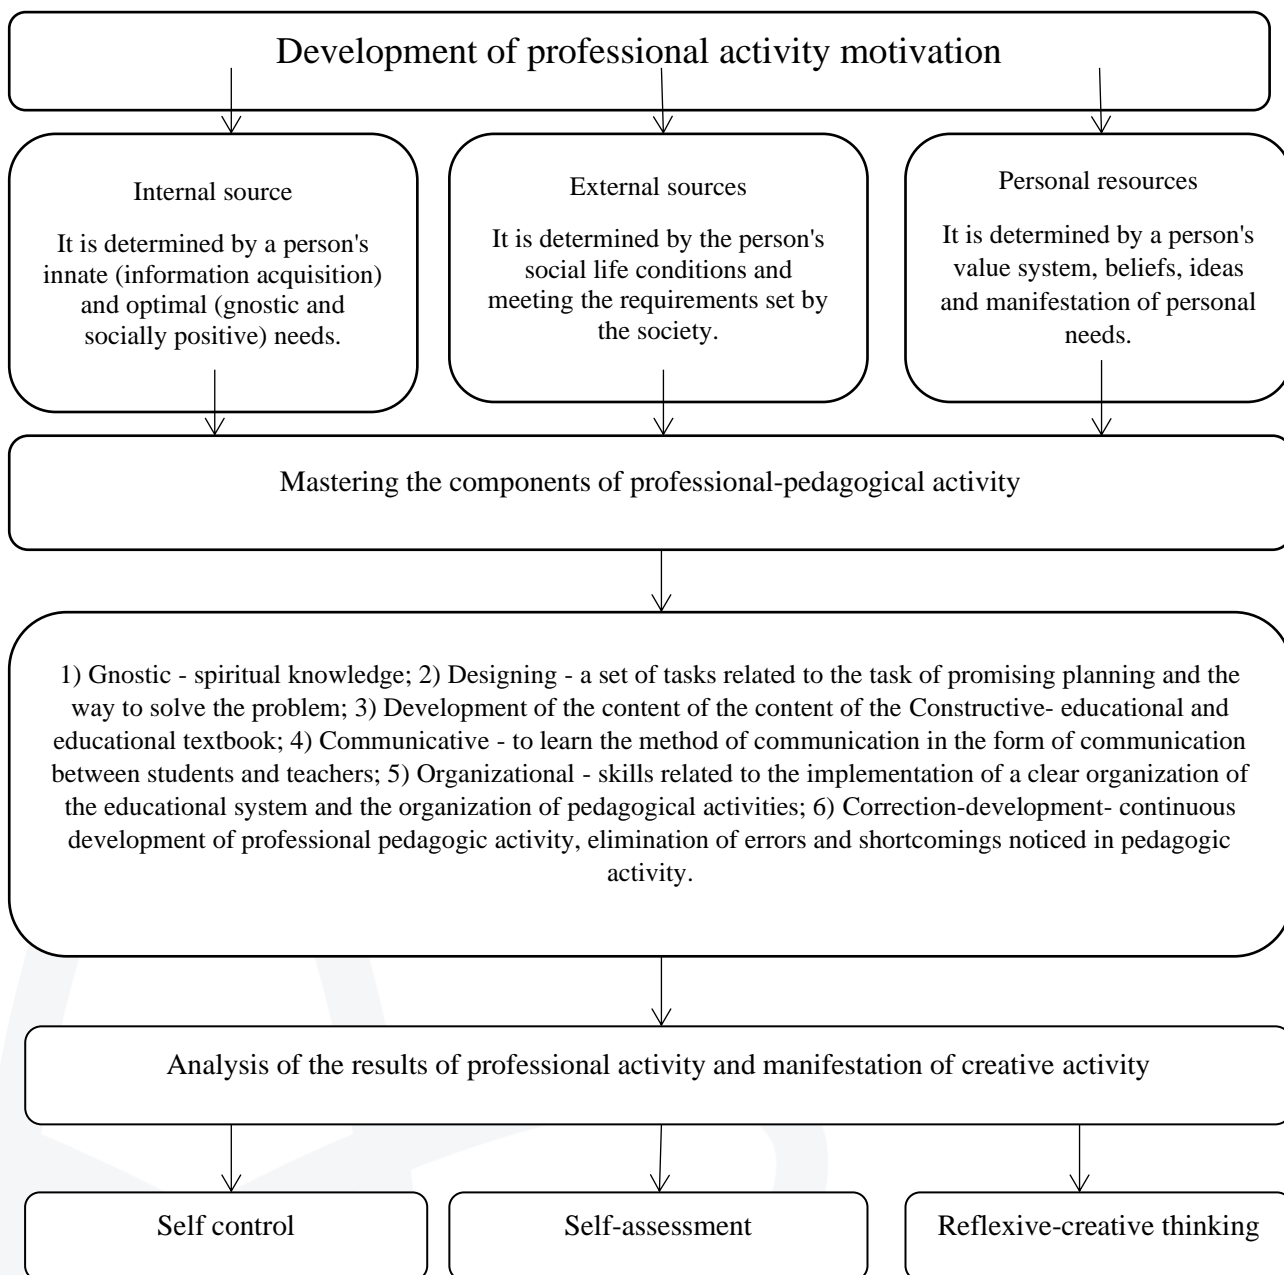 Development of professional activity motivation
Internal source
It is determined by a person's
innate (information acquisition)
and optimal (gnostic and
socially positive) needs.
External sources
It is determined by the person's
social life conditions and
meeting the requirements set by
the society.
Personal resources
It is determined by a person's
value system, beliefs, ideas
and manifestation of personal
needs.
Mastering the components of professional-pedagogical activity
1) Gnostic - spiritual knowledge; 2) Designing - a set of tasks related to the task of promising planning and the
way to solve the problem; 3) Development of the content of the content of the Constructive- educational and
educational textbook; 4) Communicative - to learn the method of communication in the form of communication
between students and teachers; 5) Organizational - skills related to the implementation of a clear organization of
the educational system and the organization of pedagogical activities; 6) Correction-development- continuous
development of professional pedagogic activity, elimination of errors and shortcomings noticed in pedagogic
activity.
Analysis of the results of professional activity and manifestation of creative activity
Self control
Self-assessment
Reflexive-creative thinking